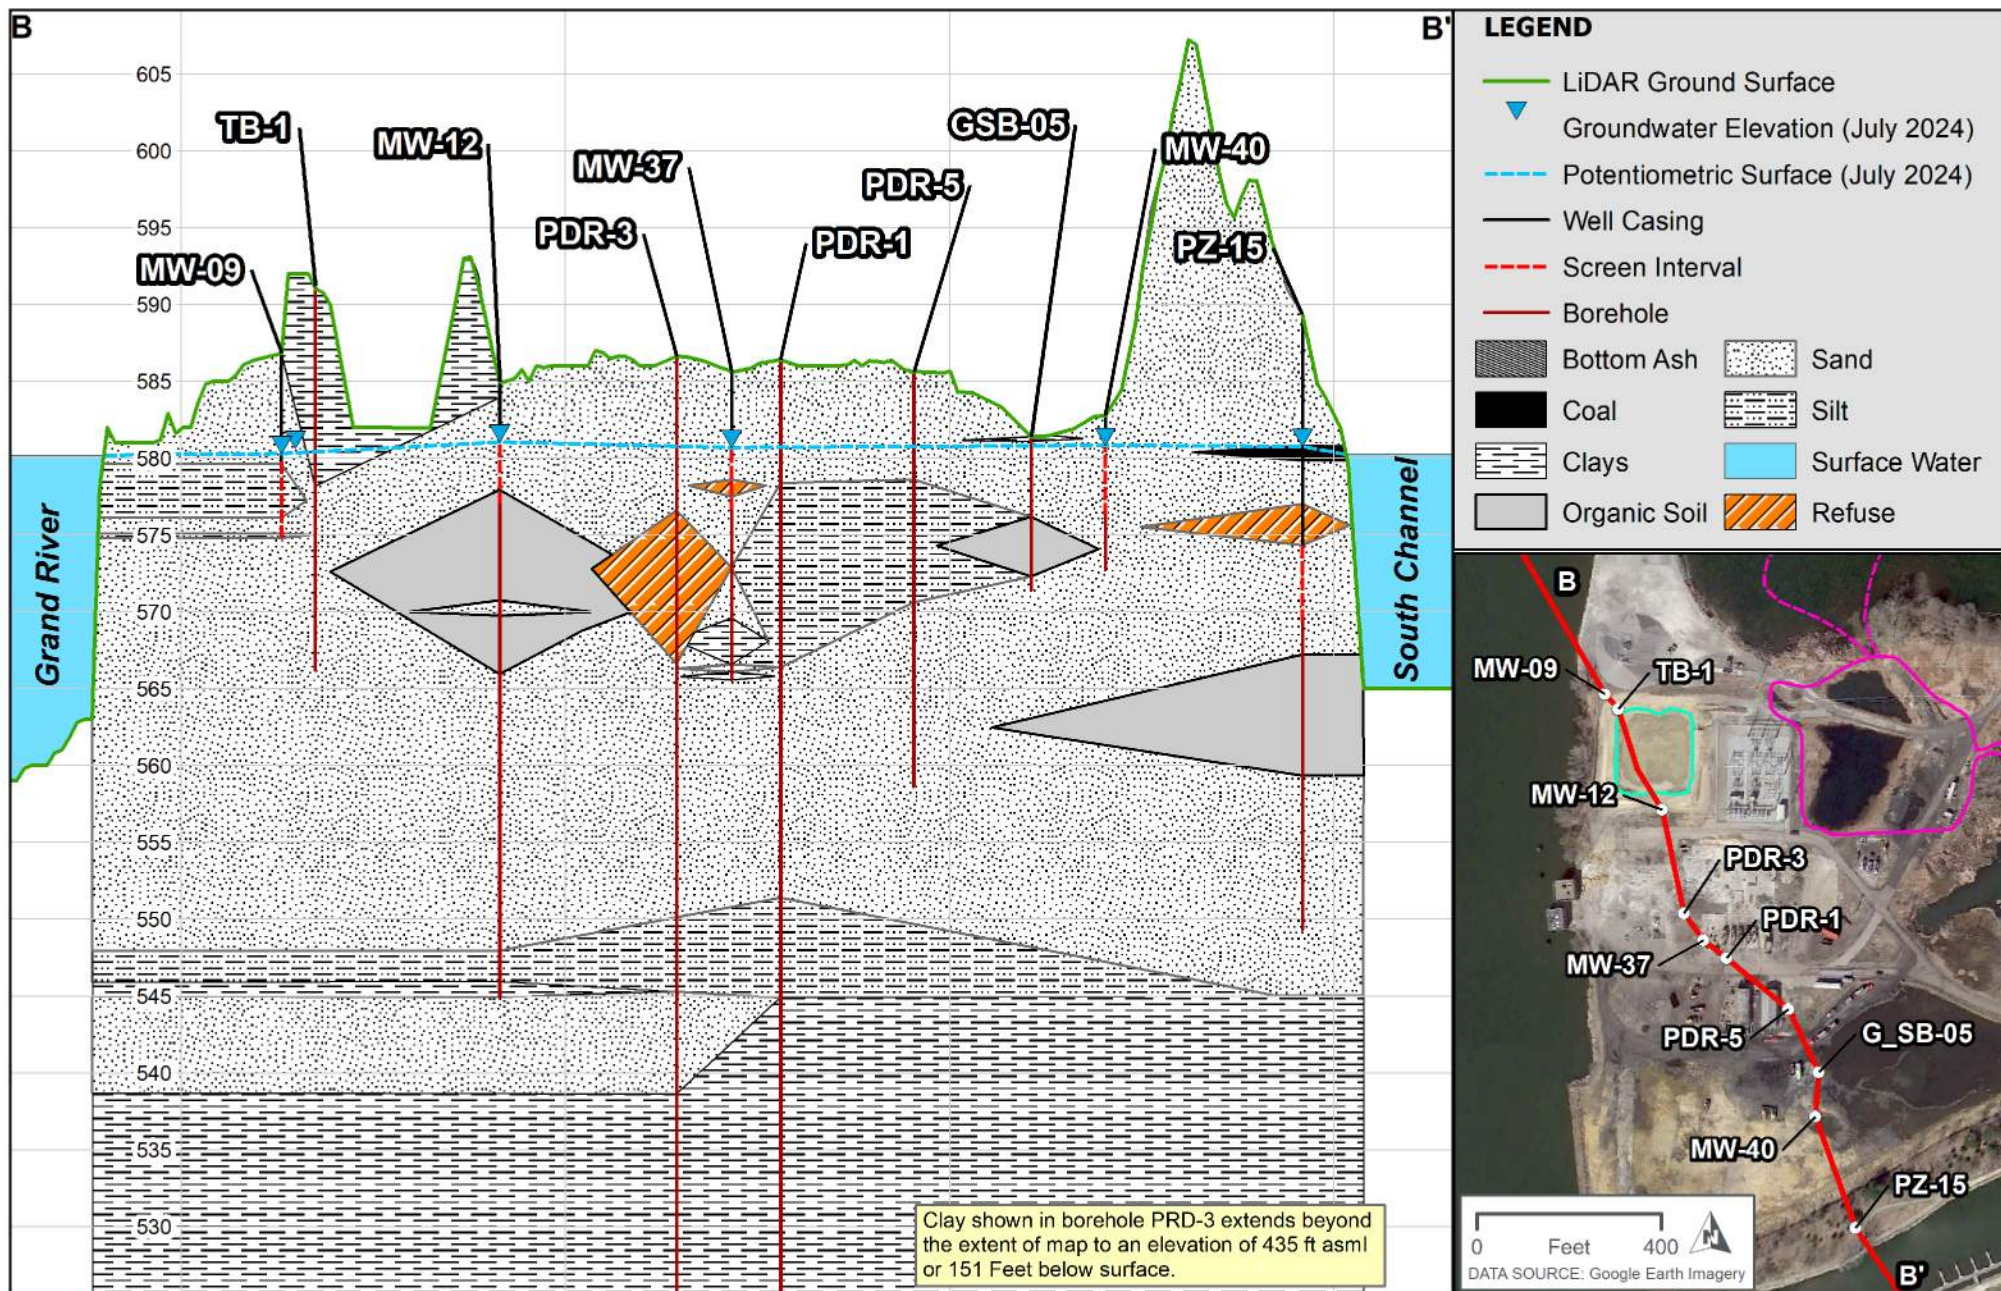 B
B'
605
600
595
590
585
580
575
570
565
560
555
550
545
540
535
530
TB-1
MW-12
MW-37
GSB-05
MW-40
PDR-5
PDR-3
PDR-1
PZ-15
MW-09
Grand River
South Channel
Clay shown in borehole PRD-3 extends beyond
the extent of map to an elevation of 435 ft asml
or 151 Feet below surface.
LEGEND
LiDAR Ground Surface
Groundwater Elevation (July 2024)
Potentiometric Surface (July 2024)
Well Casing
Screen Interval
Borehole
Bottom Ash
Sand
Coal
Silt
Clays
Surface Water
Organic Soil
Refuse
B
MW-09
TB-1
MW-12
PDR-3
PDR-1
MW-37
PDR-5
G_SB-05
MW-40
PZ-15
B'
0 Feet 400
N
DATA SOURCE: Google Earth Imagery